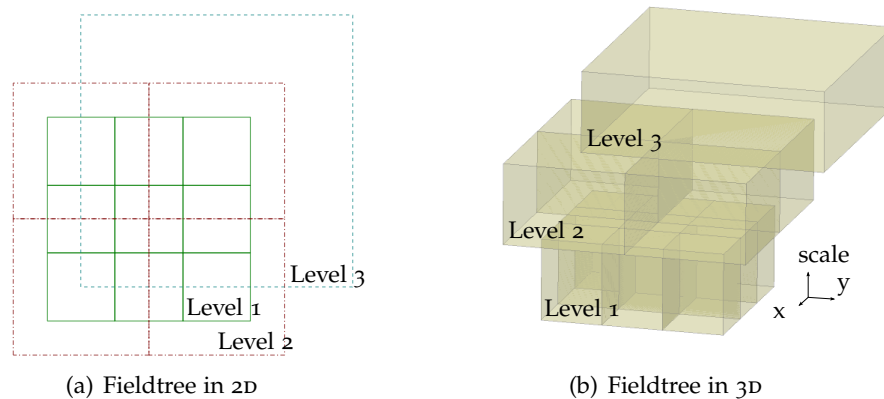 Level 3
Level 1
Level 2
(a) Fieldtree in 2D
Level 3
Level 2
Level 1
scale
y
x
(b) Fieldtree in 3D